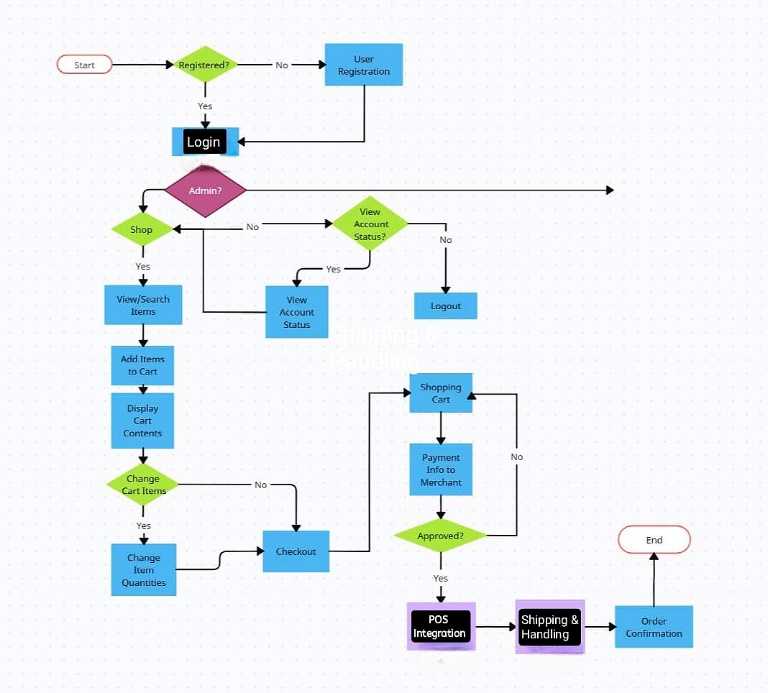 Start
Registered?
No
User
Registration
Yes
Login
Admin?
Shop
No
View
Account
Status?
No
Yes
Yes
View/Search
Items
View
Account
Status
Logout
Shipping &
Handling
Add Items
to Cart
Shopping
Cart
Display
Cart
Contents
Payment
Info to
Merchant
No
Change
Cart Items
No
Yes
Approved?
Checkout
End
Change
Item
Quantities
Yes
POS
Integration
Shipping &
Handling
Order
Confirmation